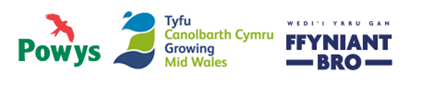 Powys
Tyfu
Canolbarth Cymru
Growing
Mid Wales
WEDI'I YRRU GAN
FFYNIANT
BRO